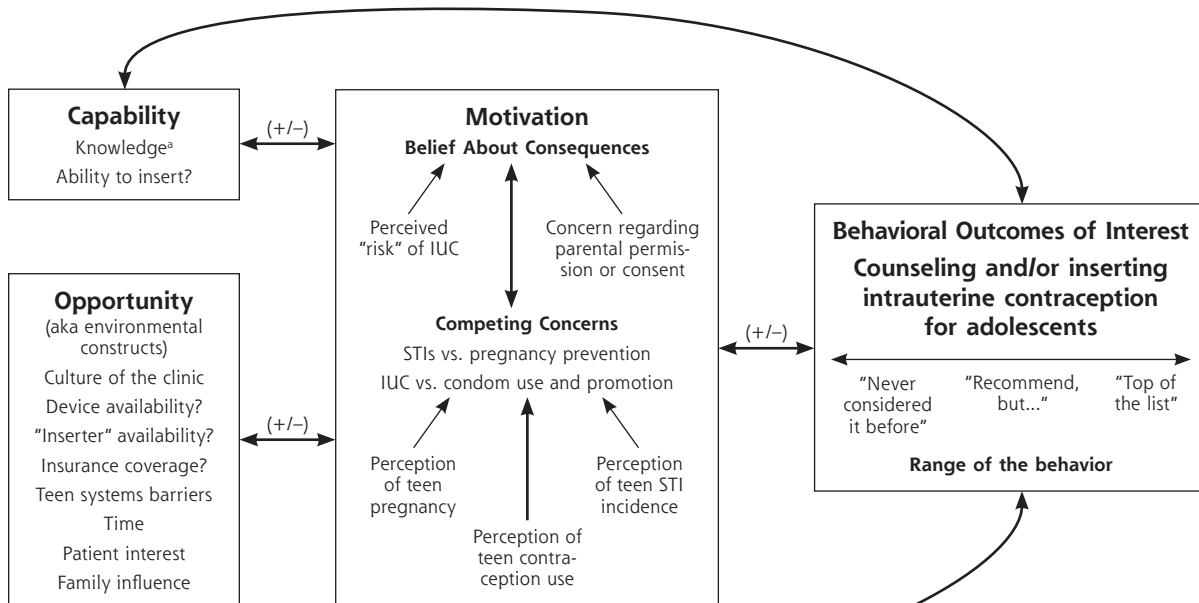 Capability
Knowledgeᵃ
Ability to insert?
(+/–)
Opportunity
(aka environmental
constructs)
Culture of the clinic
Device availability?
"Inserter" availability?
Insurance coverage?
Teen systems barriers
Time
Patient interest
Family influence
(+/–)
Motivation
Belief About Consequences
Perceived
"risk" of IUC
Concern regarding
parental permis-
sion or consent
Competing Concerns
STIs vs. pregnancy prevention
IUC vs. condom use and promotion
Perception
of teen
pregnancy
Perception of
teen contra-
ception use
Perception
of teen STI
incidence
(+/–)
Behavioral Outcomes of Interest
Counseling and/or inserting
intrauterine contraception
for adolescents
"Never
considered
it before"
"Recommend,
but..."
"Top of
the list"
Range of the behavior